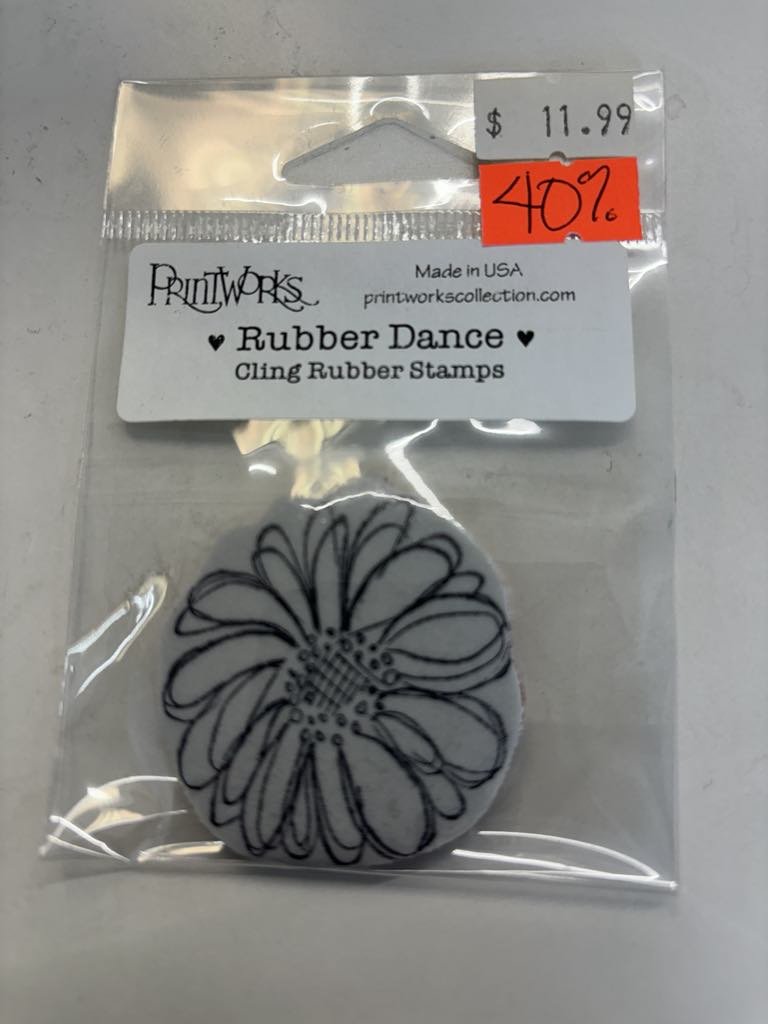 $ 11.99
40%
PRINTWORKS
Made in USA
printworkscollection.com
♥ Rubber Dance ♥
Cling Rubber Stamps